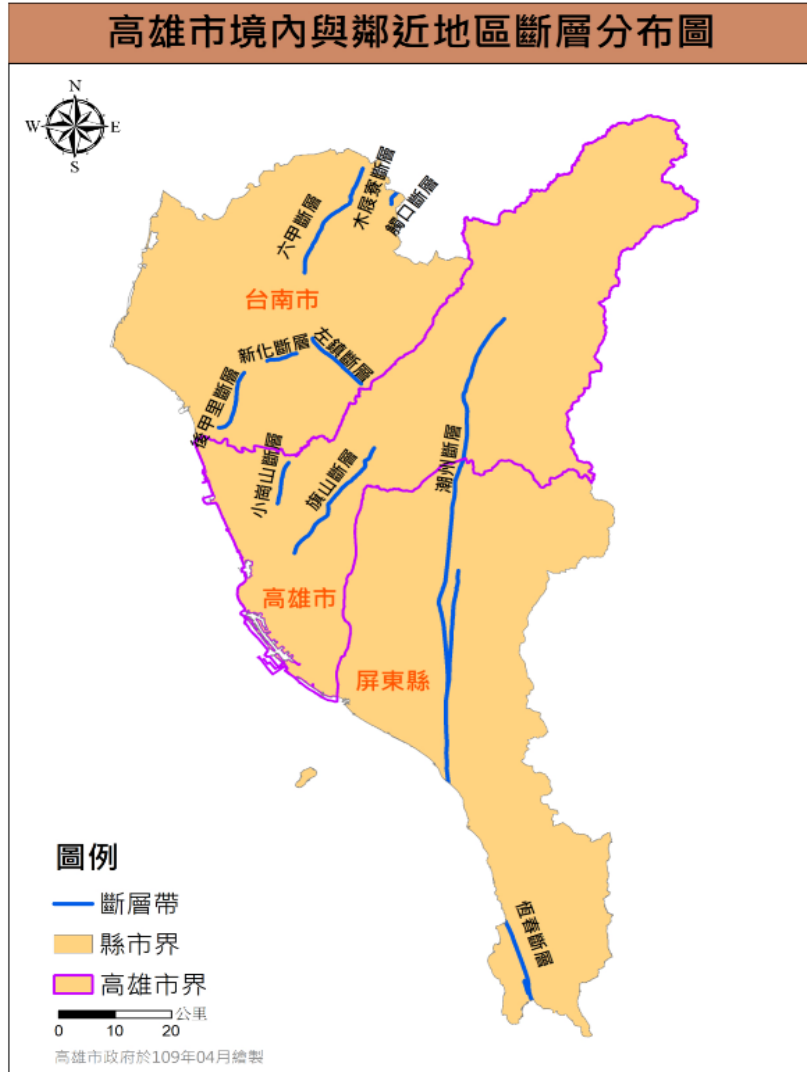 高雄市境內與鄰近地區斷層分布圖
N
W
E
S
木屐寮斷層
觸口斷層
六甲斷層
台南市
新化斷層
左鎮斷層
後甲里斷層
小崗山斷層
旗山斷層
潮州斷層
高雄市
屏東縣
恆春斷層
圖例
斷層帶
縣市界
高雄市界
公里
0 10 20
高雄市政府於109年04月繪製